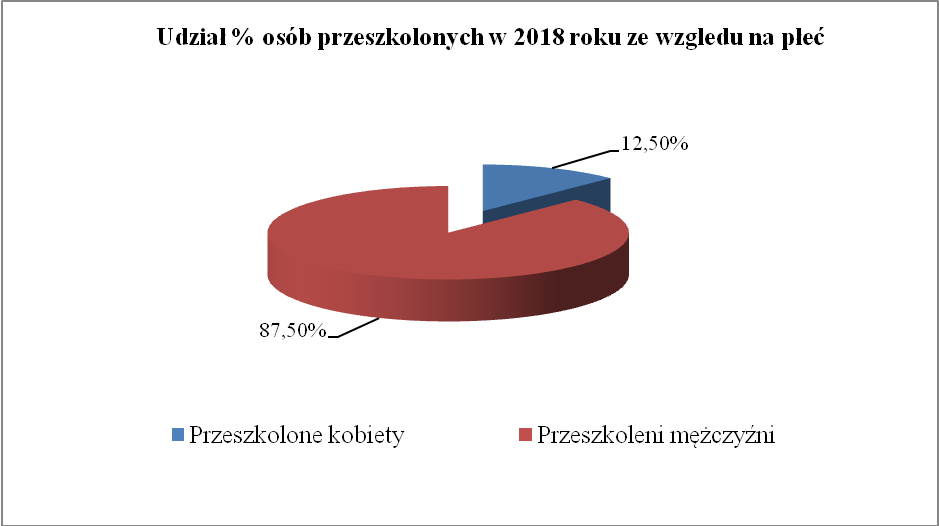 Udział % osób przeszkolonych w 2018 roku ze wzgledu na płeć
12,50%
87,50%
Przeszkolone kobiety
Przeszkoleni mężczyźni